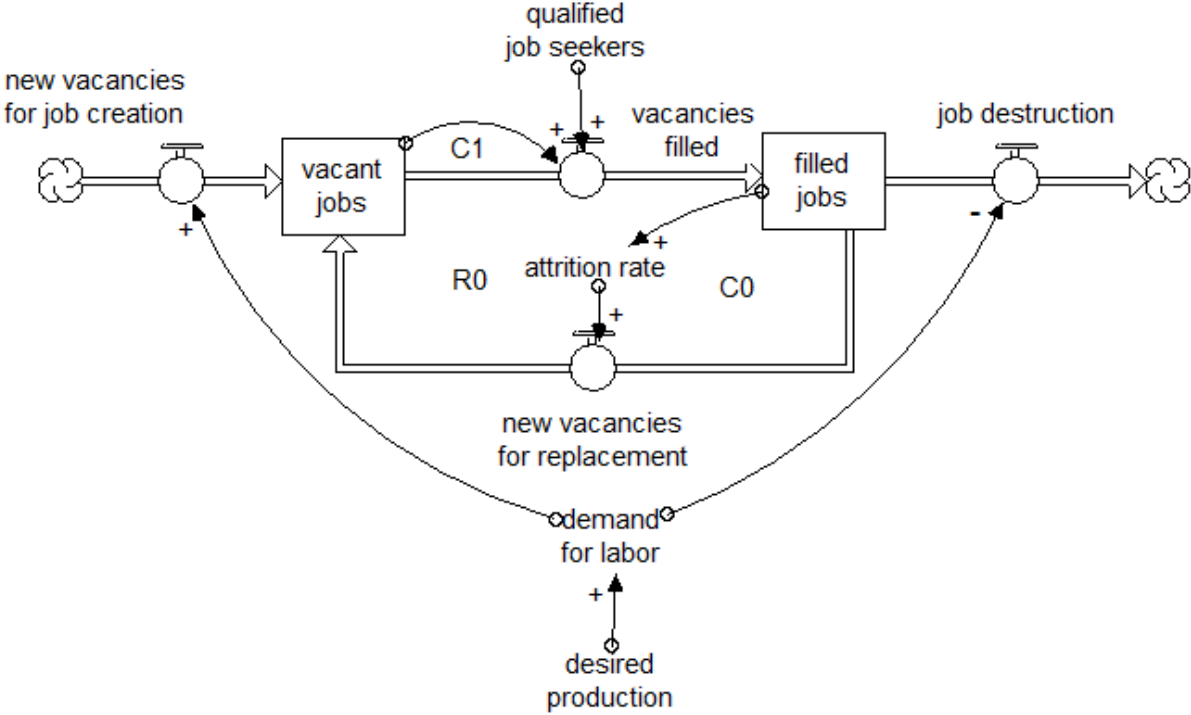 qualified
job seekers
new vacancies
for job creation
vacancies
filled
job destruction
+ +
C1
vacant
jobs
filled
jobs
+
-
+
attrition rate
R0
C0
+
new vacancies
for replacement
demand
for labor
+
desired
production